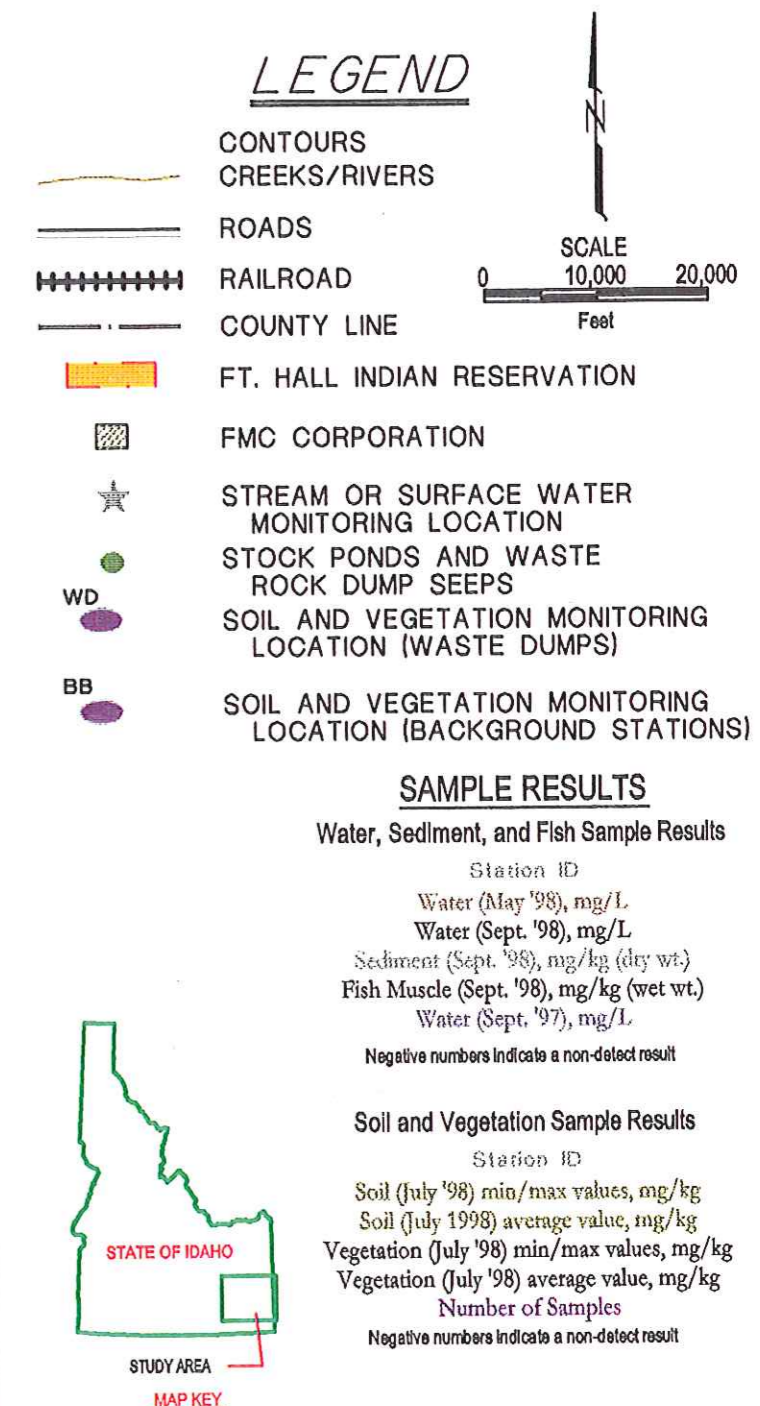 LEGEND
N
CONTOURS
CREEKS/RIVERS
ROADS
RAILROAD
COUNTY LINE
SCALE
0 10,000 20,000
Feet
FT. HALL INDIAN RESERVATION
FMC CORPORATION
STREAM OR SURFACE WATER
MONITORING LOCATION
STOCK PONDS AND WASTE
ROCK DUMP SEEPS
WD
SOIL AND VEGETATION MONITORING
LOCATION (WASTE DUMPS)
BB
SOIL AND VEGETATION MONITORING
LOCATION (BACKGROUND STATIONS)
SAMPLE RESULTS
Water, Sediment, and Fish Sample Results
Station ID
Water (May '98), mg/L
Water (Sept. '98), mg/L
Sediment (Sept. '98), mg/kg (dry wt.)
Fish Muscle (Sept. '98), mg/kg (wet wt.)
Water (Sept. '97), mg/L
Negative numbers indicate a non-detect result
Soil and Vegetation Sample Results
Station ID
Soil (July '98) min/max values, mg/kg
Soil (July 1998) average value, mg/kg
Vegetation (July '98) min/max values, mg/kg
Vegetation (July '98) average value, mg/kg
Number of Samples
Negative numbers indicate a non-detect result
STATE OF IDAHO
STUDY AREA
MAP KEY